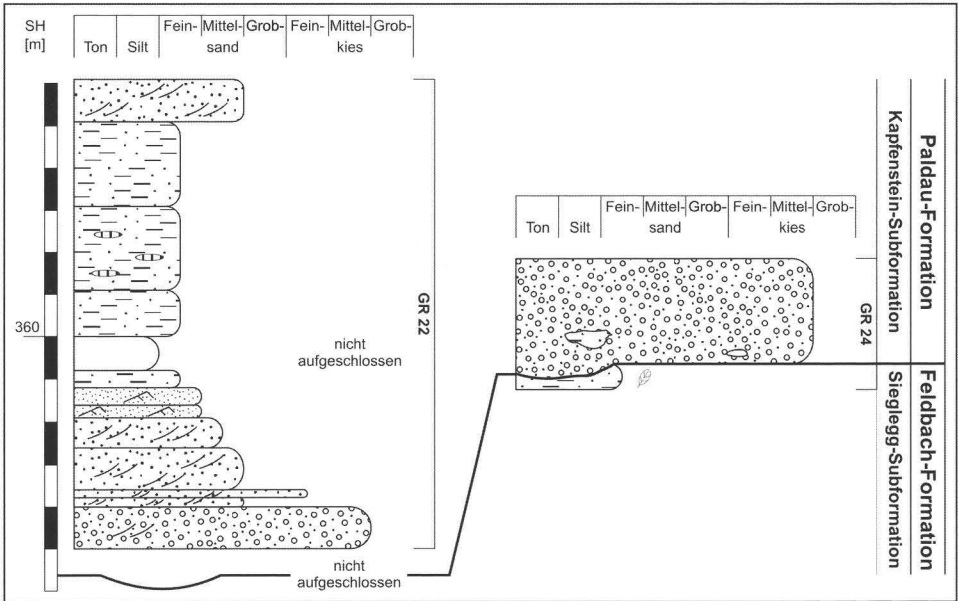 SH
[m]
Fein- Mittel- Grob- Fein- Mittel- Grob-
Ton Silt sand kies
360
GR 22
nicht
aufgeschlossen
nicht
aufgeschlossen
Fein- Mittel- Grob- Fein- Mittel- Grob-
Ton Silt sand kies
GR 24
Kapfenstein-Subformation
Paldau-Formation
Sieglegg-Subformation
Feldbach-Formation